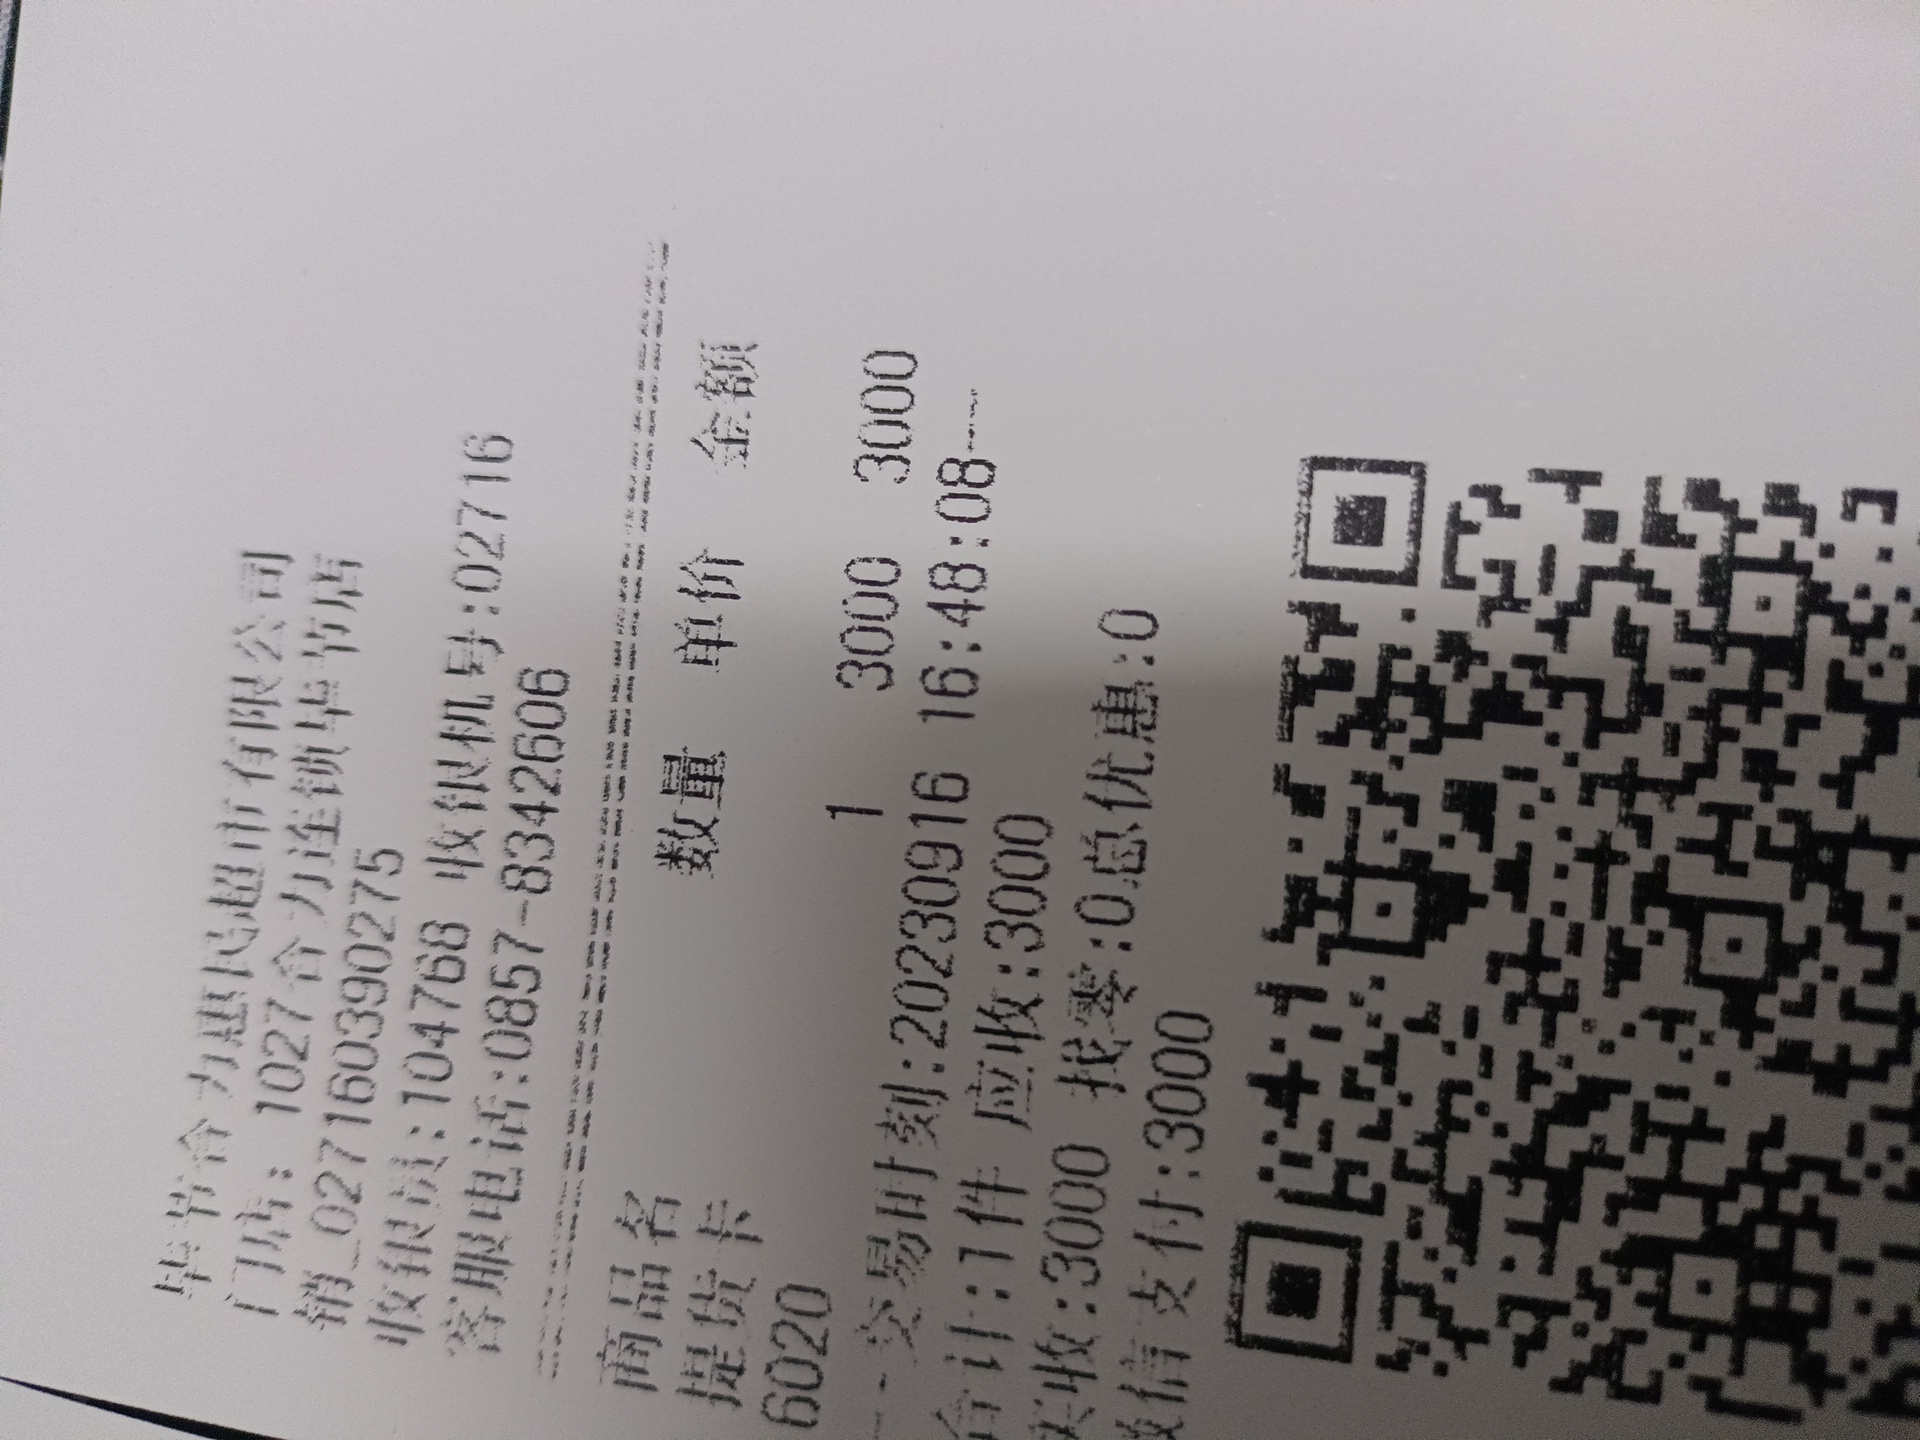 毕节合力惠民超市有限公司
门店: 1027合力连锁毕节店
销_0271603390275
收银员:104768 收银机号:02716
客服电话:0857-8342606
商品名 数量 单价 金额
提货卡
6020 1 3000 3000
--交易时刻:20230916 16:48:08---
合计:1件 应收:3000
实收:3000 找零:0总优惠:0
微信支付:3000